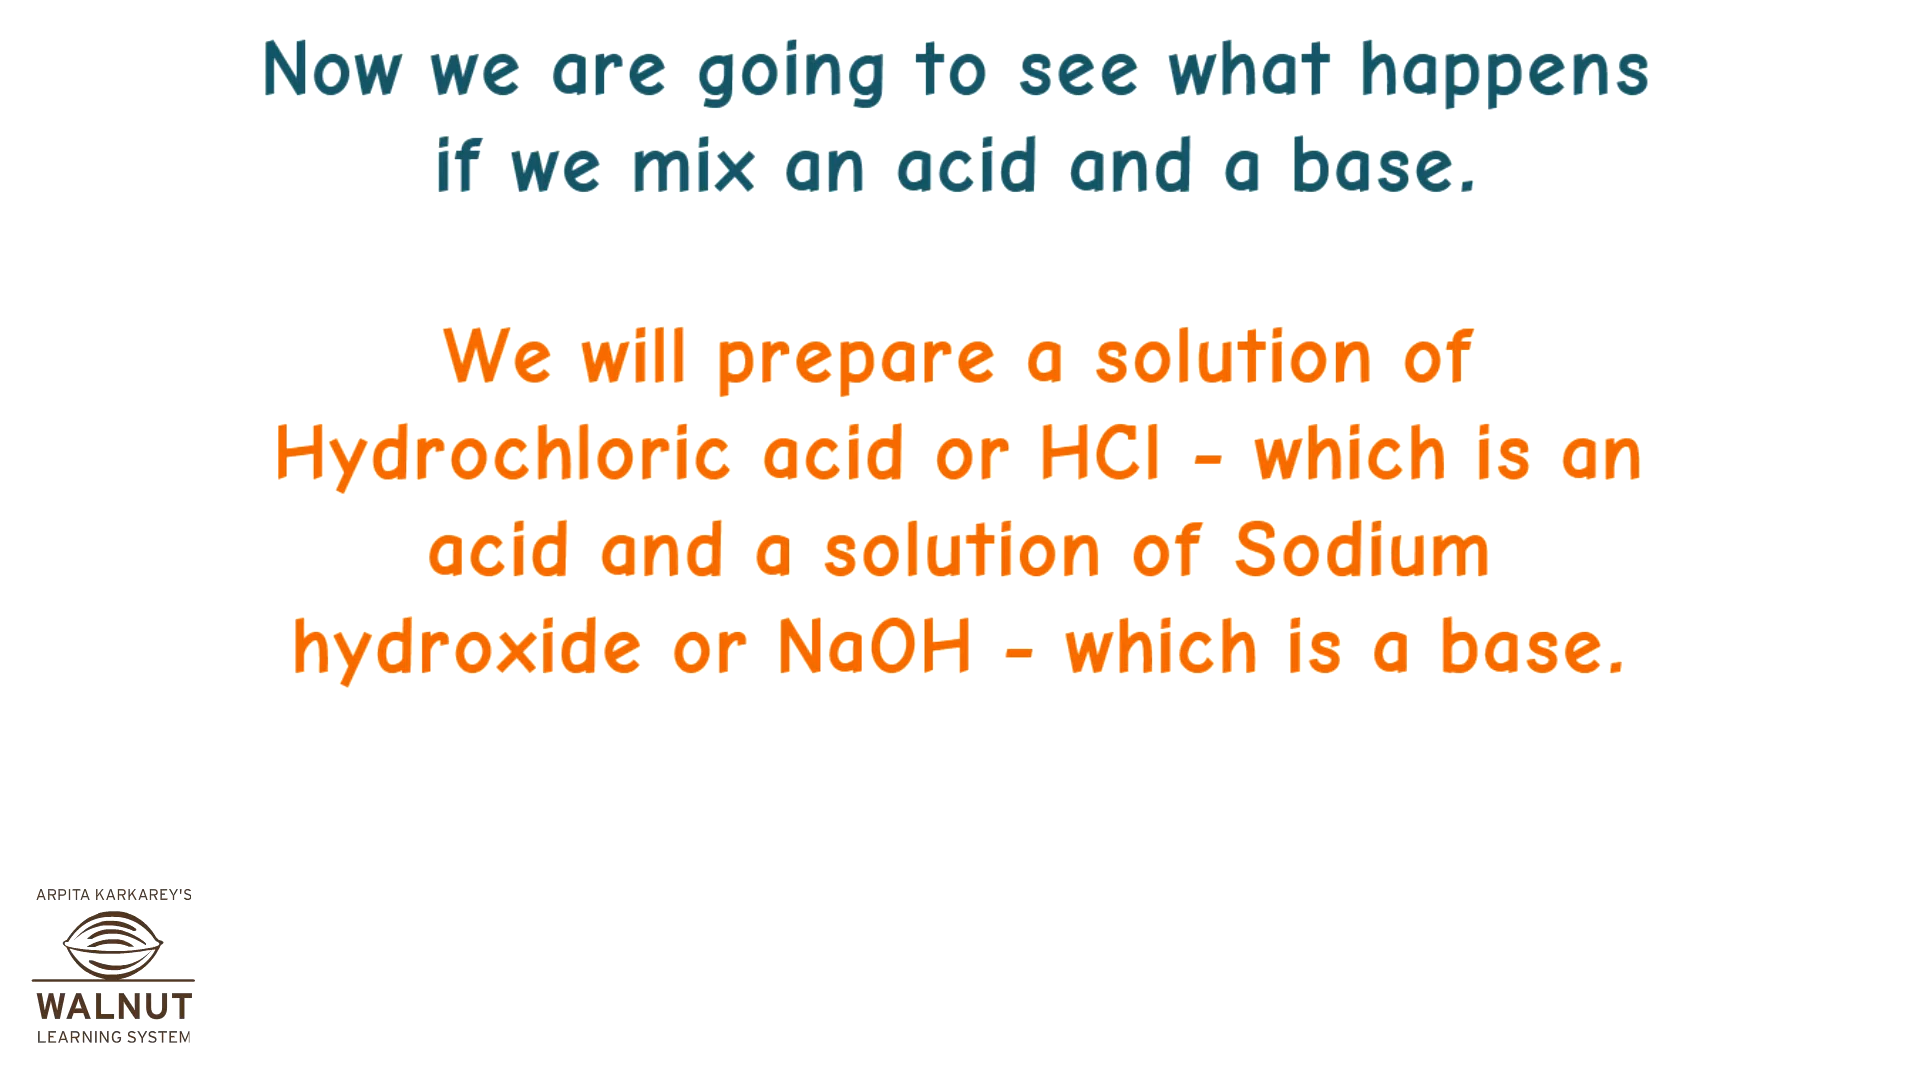 Now we are going to see what happens
if we mix an acid and a base.
We will prepare a solution of
Hydrochloric acid or HCl - which is an
acid and a solution of Sodium
hydroxide or NaOH - which is a base.
ARPITA KARKAREY'S
WALNUT
LEARNING SYSTEM